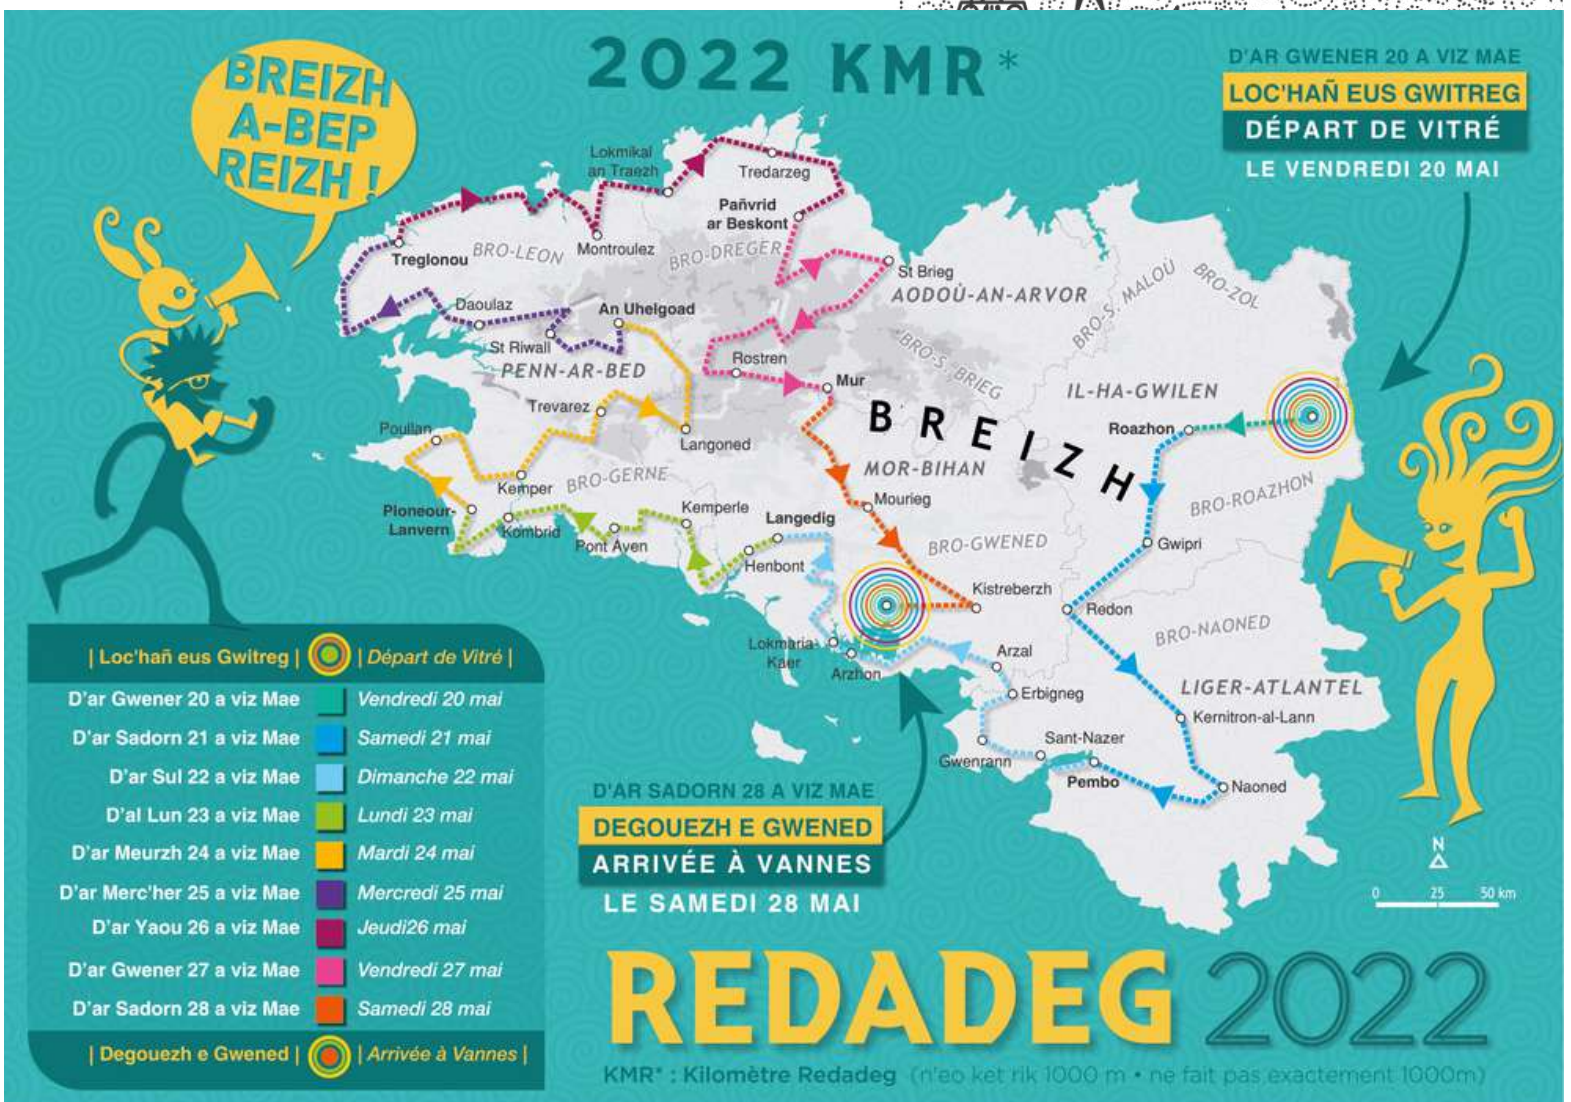 2022 KMR*
BREIZH
A-BEP
REIZH !
D'AR GWENER 20 A VIZ MAE
LOC'HAÑ EUS GWITREG
DÉPART DE VITRÉ
LE VENDREDI 20 MAI
Lokmikal
an Traezh
Tredarzeg
Pañvrid
ar Beskont
Treglonou
BRO-LEON
Montroulez
BRO-DREGER
St Brieg
AODOÙ-AN-ARVOR
BRO-S. MALOÙ
BRO-ZOL
Daoulaz
An Uhelgoad
St Riwall
PENN-AR-BED
Rostren
Mur
BRO-S. BRIEG
IL-HA-GWILEN
Trevarez
Poullan
Langoned
BREIZH
Roazhon
Kemper
BRO-GERNE
MOR-BIHAN
Mourieg
BRO-ROAZHON
Ploneour-
Lanvern
Kombrid
Pont Aven
Kemperle
Langedig
Henbont
BRO-GWENED
Gwipri
Kistreberzh
Redon
BRO-NAONED
Lokmaria-
Kaer
Arzhon
Arzal
Erbigneg
LIGER-ATLANTEL
Kernitron-al-Lann
Gwenrann
Sant-Nazer
Pembo
Naoned
| Loc'hañ eus Gwitreg | | Départ de Vitré |
D'ar Gwener 20 a viz Mae Vendredi 20 mai
D'ar Sadorn 21 a viz Mae Samedi 21 mai
D'ar Sul 22 a viz Mae Dimanche 22 mai
D'al Lun 23 a viz Mae Lundi 23 mai
D'ar Meurzh 24 a viz Mae Mardi 24 mai
D'ar Merc'her 25 a viz Mae Mercredi 25 mai
D'ar Yaou 26 a viz Mae Jeudi26 mai
D'ar Gwener 27 a viz Mae Vendredi 27 mai
D'ar Sadorn 28 a viz Mae Samedi 28 mai
| Degouezh e Gwened | | Arrivée à Vannes |
D'AR SADORN 28 A VIZ MAE
DEGOUEZH E GWENED
ARRIVÉE À VANNES
LE SAMEDI 28 MAI
N
0 25 50 km
REDADEG 2022
KMR* : Kilomètre Redadeg (n'eo ket rik 1000 m • ne fait pas exactement 1000m)